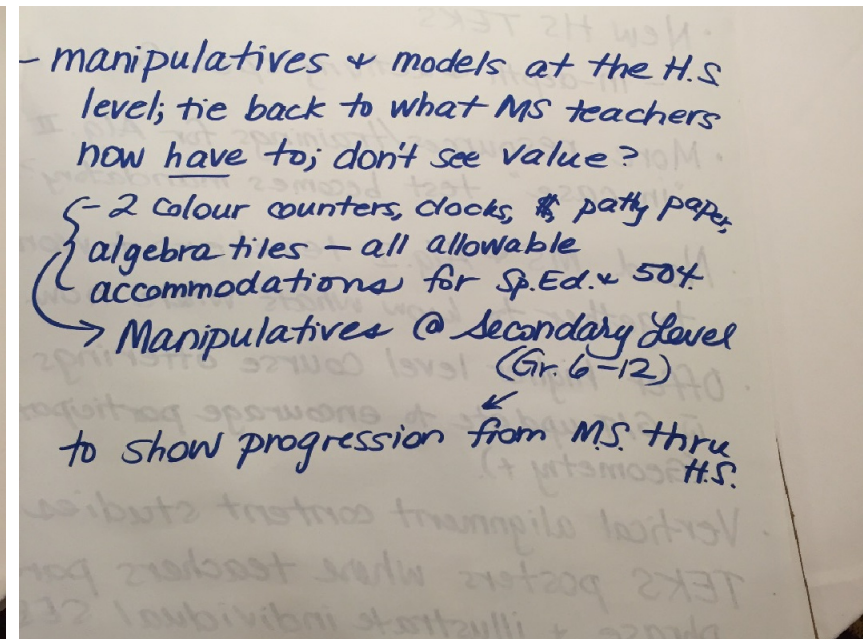 - manipulatives & models at the H.S
level; tie back to what MS teachers
now have to; don't see value?
- 2 colour counters, clocks, & patty paper,
algebra tiles - all allowable
accommodations for Sp.Ed. & 504.
→ Manipulatives @ Secondary Level
(Gr. 6-12)
to show progression from M.S. thru
H.S.